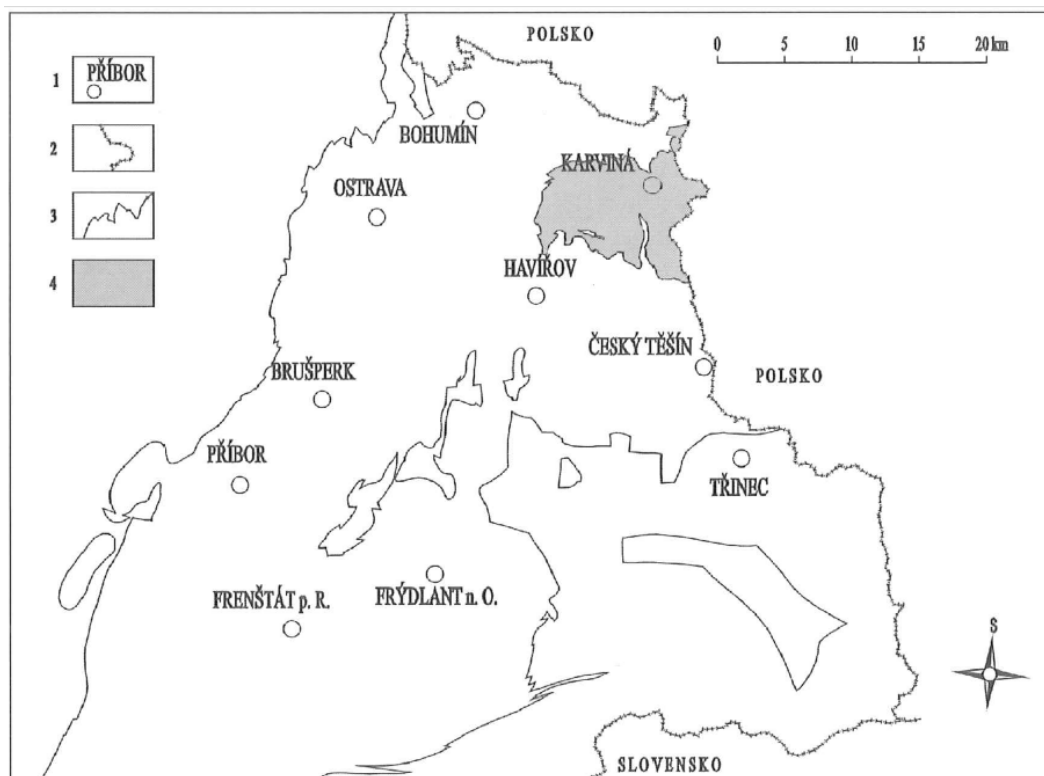 POLSKO
0 5 10 15 20 km
1 PŘÍBOR
2
3
4
BOHUMÍN
KARVINÁ
OSTRAVA
HAVÍŘOV
ČESKÝ TĚŠÍN
BRUŠPERK
POLSKO
PŘÍBOR
TŘINEC
FRENŠTÁT p. R.
FRÝDLANT n. O.
S
SLOVENSKO